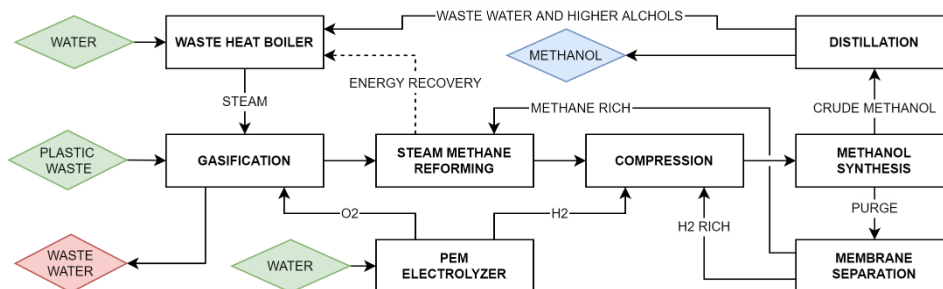 WASTE WATER AND HIGHER ALCHOLS
WATER
WASTE HEAT BOILER
METHANOL
DISTILLATION
ENERGY RECOVERY
STEAM
METHANE RICH
CRUDE METHANOL
PLASTIC
WASTE
GASIFICATION
STEAM METHANE
REFORMING
COMPRESSION
METHANOL
SYNTHESIS
PURGE
O2
H2
H2 RICH
WASTE
WATER
WATER
PEM
ELECTROLYZER
MEMBRANE
SEPARATION